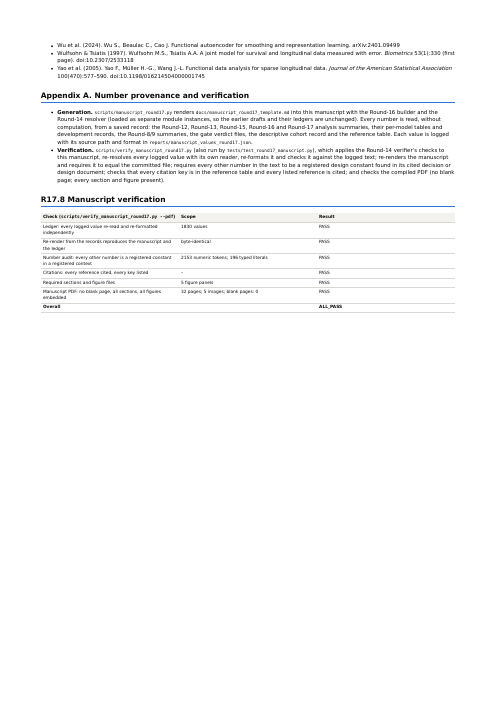 • Wu et al. (2024). Wu S., Beaulac C., Cao J. Functional autoencoder for smoothing and representation learning. arXiv:2401.09499
• Wulfsohn & Tsiatis (1997). Wulfsohn M.S., Tsiatis A.A. A joint model for survival and longitudinal data measured with error. Biometrics 53(1):330 (first
page). doi:10.2307/2533118
• Yao et al. (2005). Yao F., Müller H.-G., Wang J.-L. Functional data analysis for sparse longitudinal data. Journal of the American Statistical Association
100(470):577–590. doi:10.1198/016214504000001745
Appendix A. Number provenance and verification
• Generation. scripts/manuscript_round17.py renders docs/manuscript_round17_template.md into this manuscript with the Round-16 builder and the
Round-14 resolver (loaded as separate module instances, so the earlier drafts and their ledgers are unchanged). Every number is read, without
computation, from a saved record: the Round-12, Round-13, Round-15, Round-16 and Round-17 analysis summaries, their per-model tables and
development records, the Round-8/9 summaries, the gate verdict files, the descriptive cohort record and the reference table. Each value is logged
with its source path and format in reports/manuscript_values_round17.json.
• Verification. scripts/verify_manuscript_round17.py (also run by tests/test_round17_manuscript.py), which applies the Round-14 verifier's checks to
this manuscript, re-resolves every logged value with its own reader, re-formats it and checks it against the logged text; re-renders the manuscript
and requires it to equal the committed file; requires every other number in the text to be a registered design constant found in its cited decision or
design document; checks that every citation key is in the reference table and every listed reference is cited; and checks the compiled PDF (no blank
page; every section and figure present).
R17.8 Manuscript verification
Check (scripts/verify_manuscript_round17.py --pdf) Scope Result
Ledger: every logged value re-read and re-formatted 1830 values PASS
independently
Re-render from the records reproduces the manuscript and byte-identical PASS
the ledger
Number audit: every other number is a registered constant 2153 numeric tokens; 196 typed literals PASS
in a registered context
Citations: every reference cited, every key listed – PASS
Required sections and figure files 5 figure panels PASS
Manuscript PDF: no blank page, all sections, all figures 32 pages; 5 images; blank pages: 0 PASS
embedded
Overall ALL_PASS